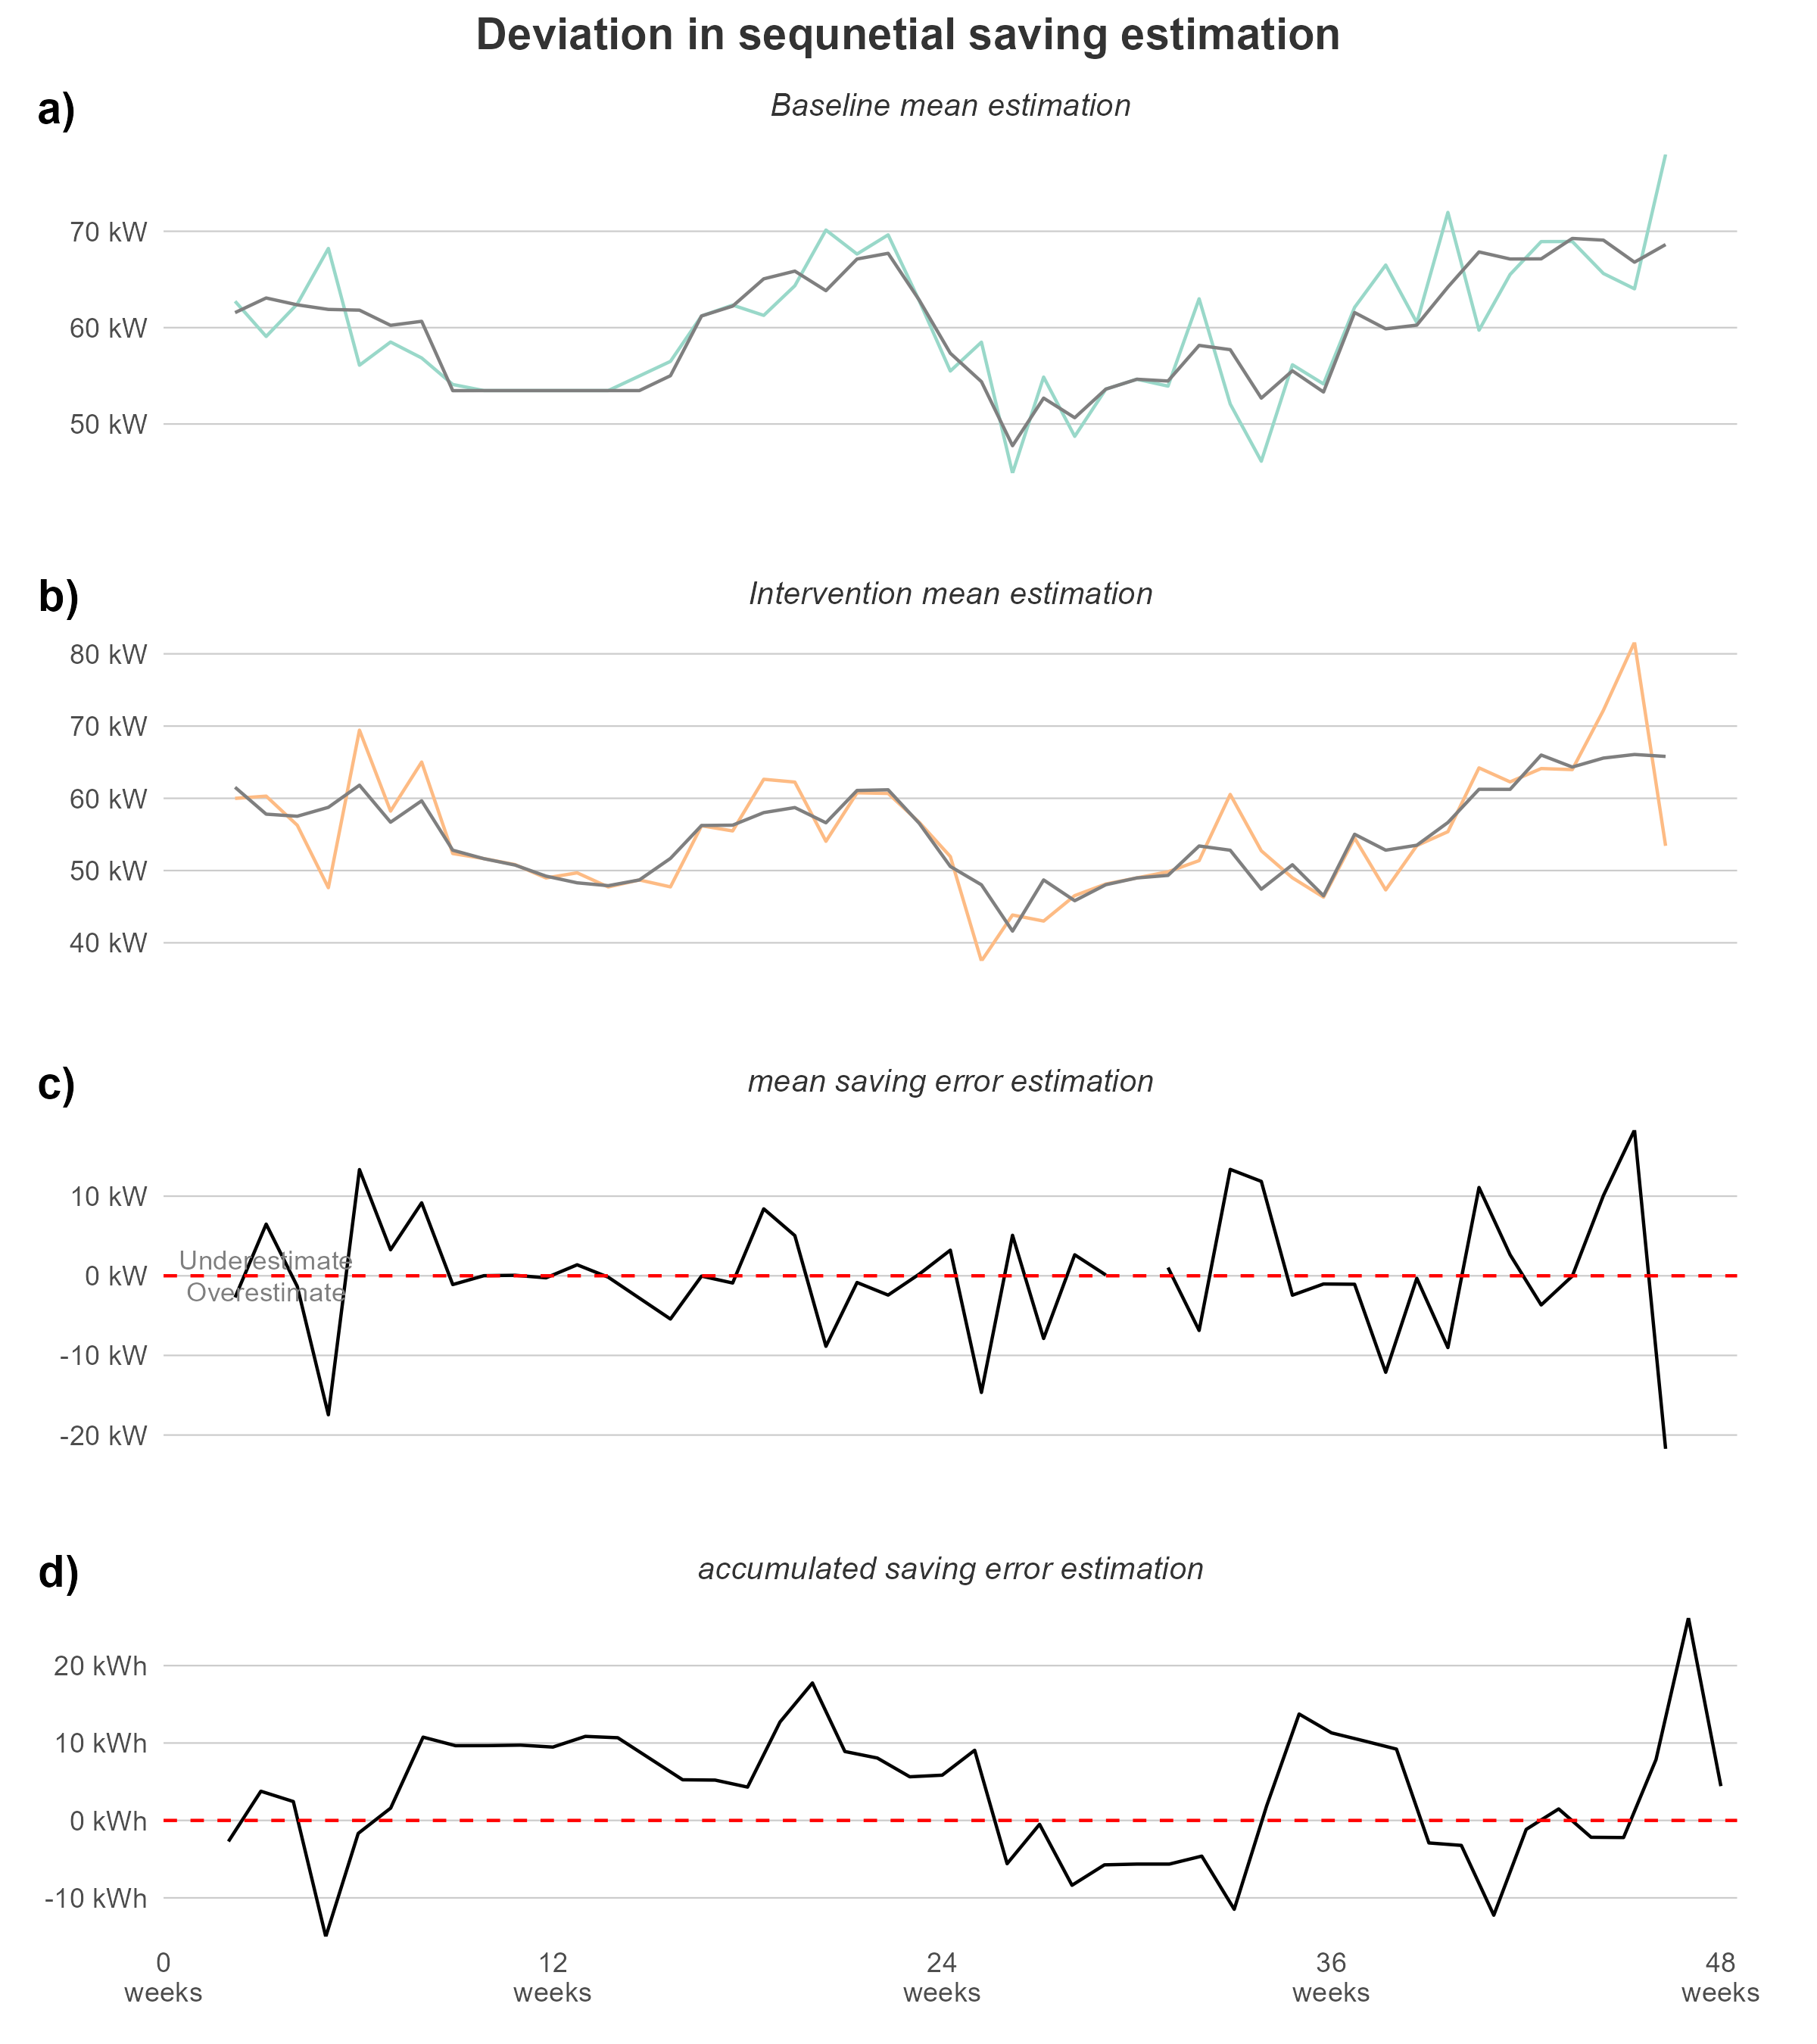 Deviation in sequnetial saving estimation
a)
Baseline mean estimation
70 kW
60 kW
50 kW
b)
Intervention mean estimation
80 kW
70 kW
60 kW
50 kW
40 kW
c)
mean saving error estimation
10 kW
Underestimate
0 kW
Overestimate
-10 kW
-20 kW
d)
accumulated saving error estimation
20 kWh
10 kWh
0 kWh
-10 kWh
0 12 24 36 48
weeks weeks weeks weeks weeks